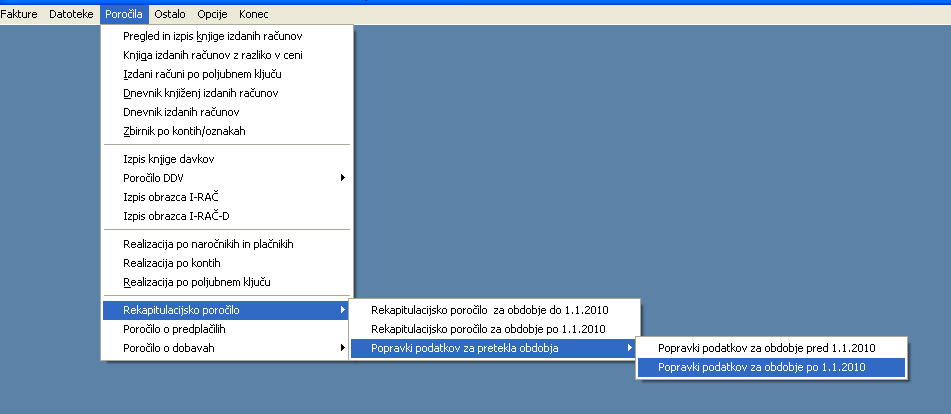 Fakture Datoteke Poročila Ostalo Opcije Konec
Pregled in izpis knjige izdanih računov
Knjiga izdanih računov z razliko v ceni
Izdani računi po poljubnem ključu
Dnevnik knjiženj izdanih računov
Dnevnik izdanih računov
Zbirnik po kontih/oznakah
Izpis knjige davkov
Poročilo DDV
Izpis obrazca I-RAČ
Izpis obrazca I-RAČ-D
Realizacija po naročnikih in plačnikih
Realizacija po kontih
Realizacija po poljubnem ključu
Rekapitulacijsko poročilo
Poročilo o predplačilih
Poročilo o dobavah
Rekapitulacijsko poročilo za obdobje do 1.1.2010
Rekapitulacijsko poročilo za obdobje po 1.1.2010
Popravki podatkov za pretekla obdobja
Popravki podatkov za obdobje pred 1.1.2010
Popravki podatkov za obdobje po 1.1.2010